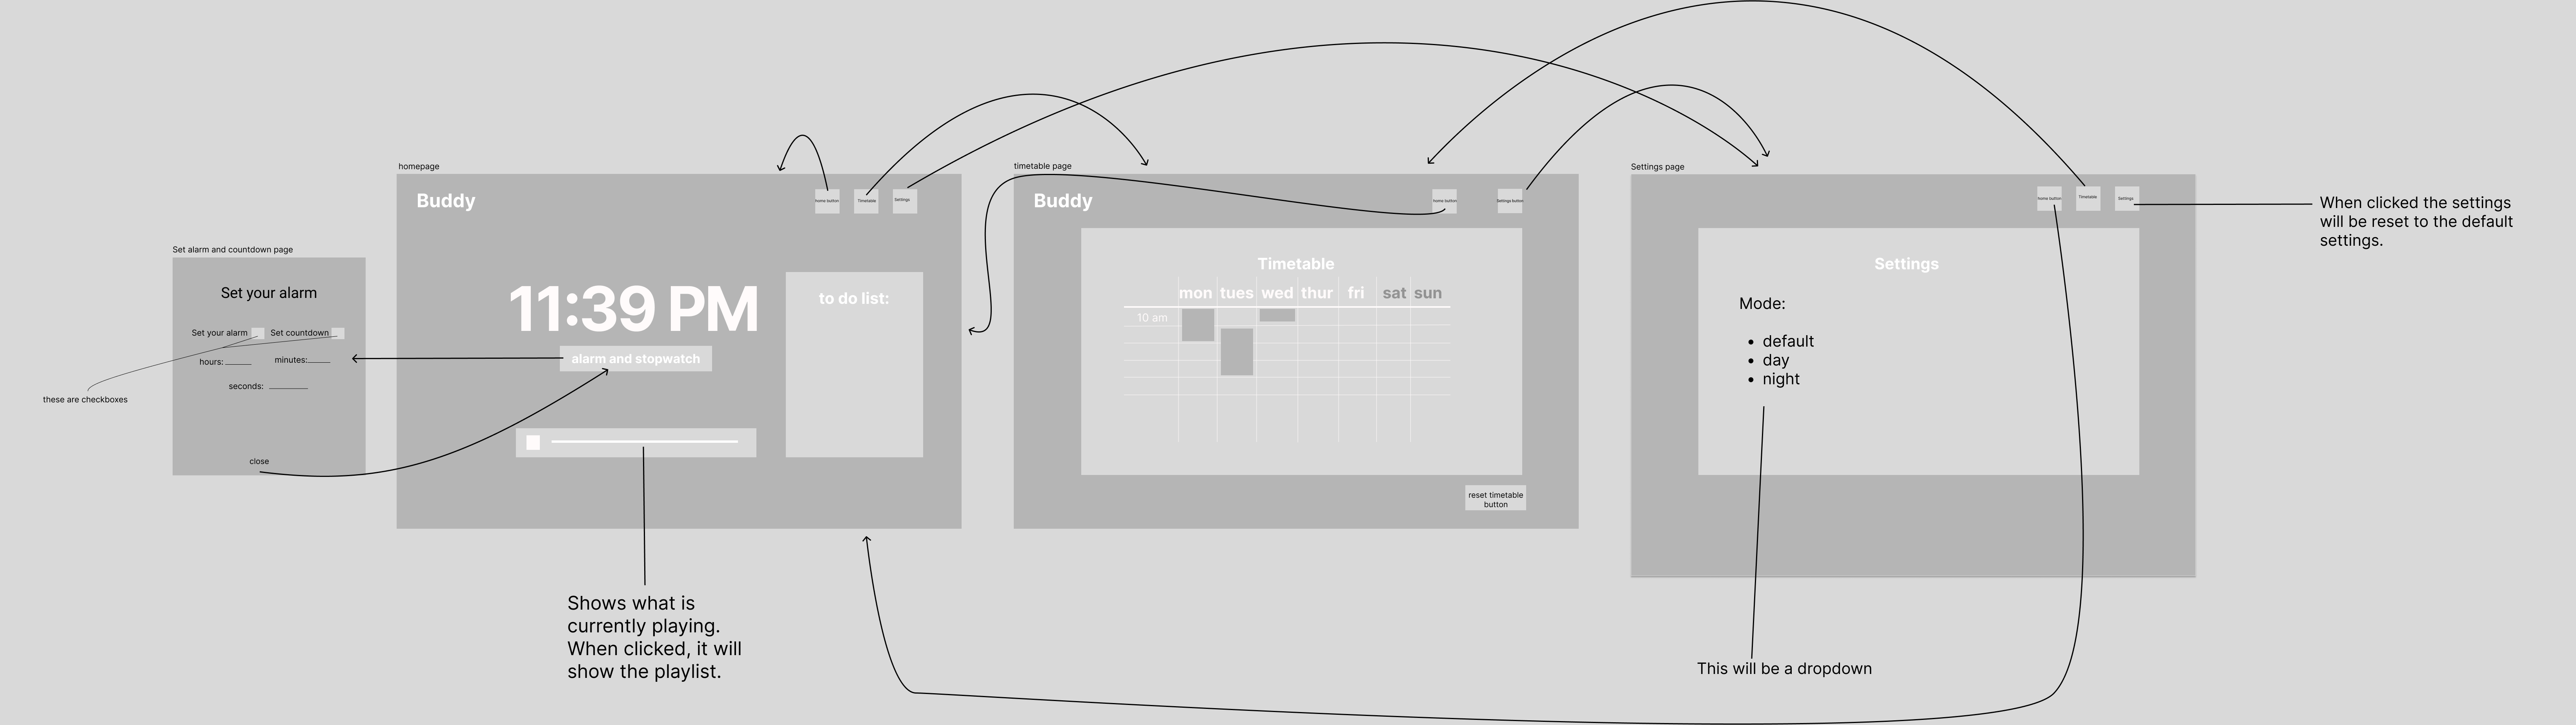 Set alarm and countdown page
Set your alarm
Set your alarm
Set countdown
hours:
minutes:
seconds:
close
these are checkboxes
homepage
Buddy
home button
Timetable
Settings
11:39 PM
alarm and stopwatch
to do list:
Shows what is
currently playing.
When clicked, it will
show the playlist.
timetable page
Buddy
home button
Settings button
Timetable
mon tues wed thur fri sat sun
10 am
reset timetable
button
Settings page
home button
Timetable
Settings
Settings
Mode:
• default
• day
• night
This will be a dropdown
When clicked the settings
will be reset to the default
settings.